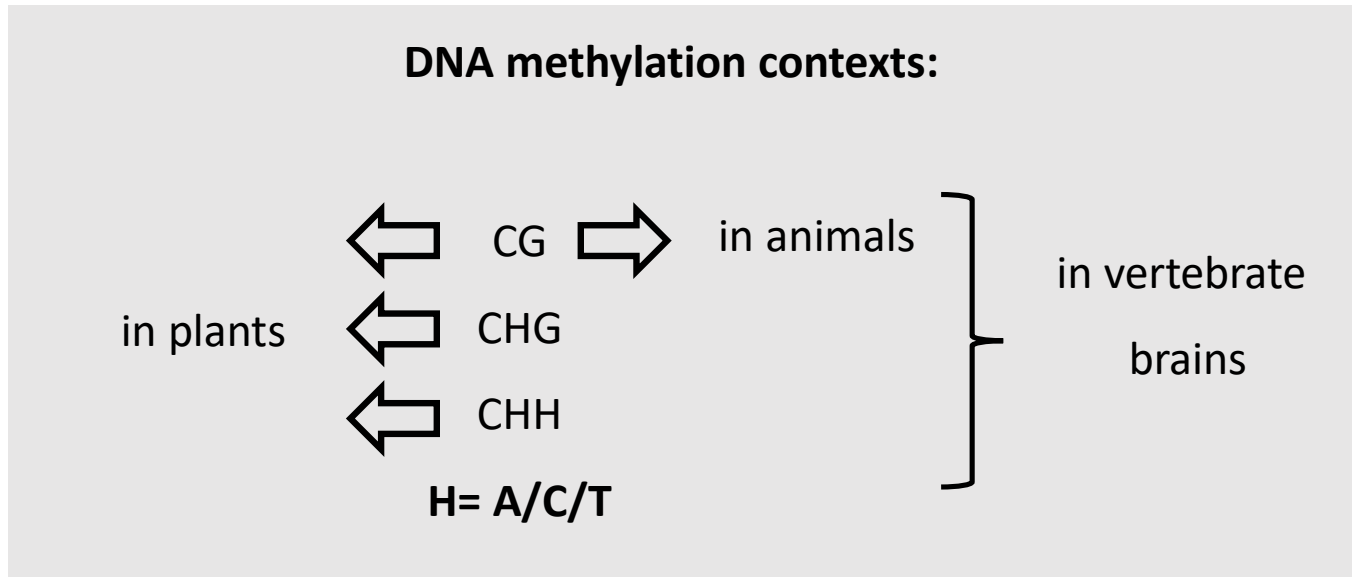 DNA methylation contexts:
CG
in animals
in vertebrate
brains
in plants
CHG
CHH
H= A/C/T